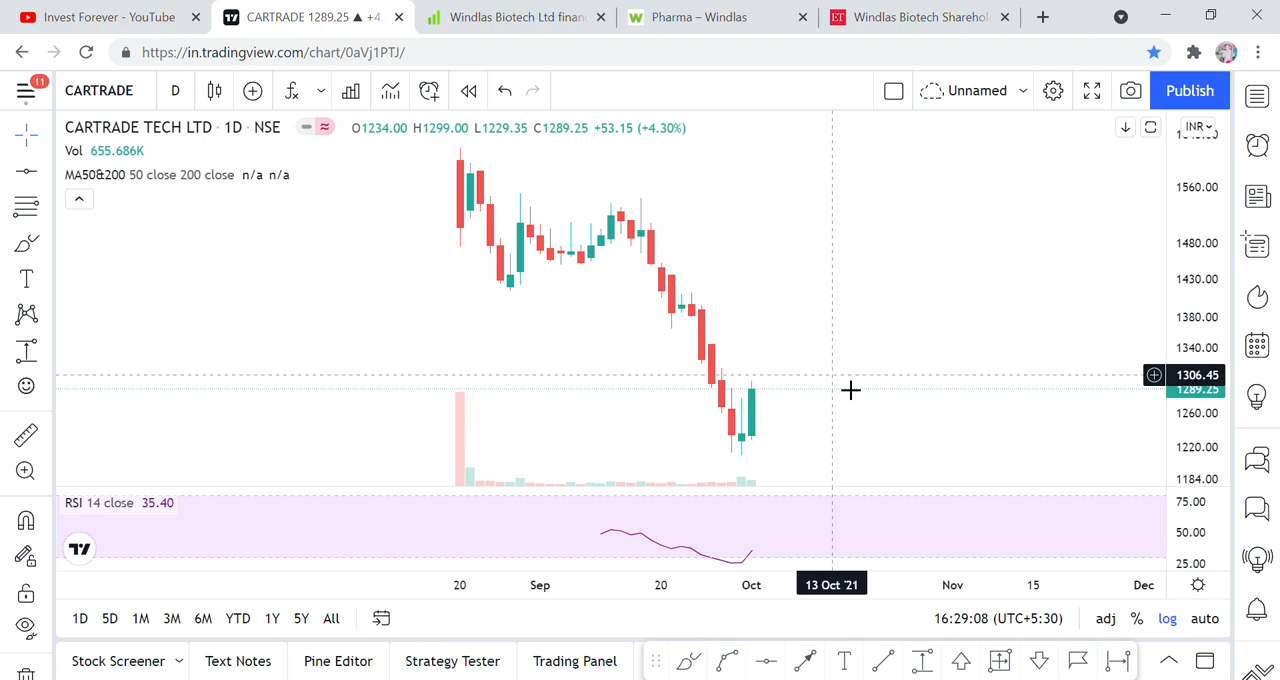 Invest Forever - YouTube
CARTRADE 1289.25 ▲ +4.
Windlas Biotech Ltd finan
Pharma – Windlas
ET Windlas Biotech Sharehol
https://in.tradingview.com/chart/0aVj1PTJ/
11
CARTRADE
D
Unnamed
Publish
CARTRADE TECH LTD · 1D · NSE
O1234.00 H1299.00 L1229.35 C1289.25 +53.15 (+4.30%)
INR
Vol 655.686K
MA50&200 50 close 200 close n/a n/a
1560.00
1480.00
1430.00
1380.00
1340.00
1306.45
1289.25
1260.00
1220.00
1184.00
RSI 14 close 35.40
75.00
50.00
25.00
20
Sep
20
Oct
13 Oct '21
Nov
15
Dec
1D 5D 1M 3M 6M YTD 1Y 5Y All
16:29:08 (UTC+5:30)
adj % log auto
Stock Screener
Text Notes
Pine Editor
Strategy Tester
Trading Panel